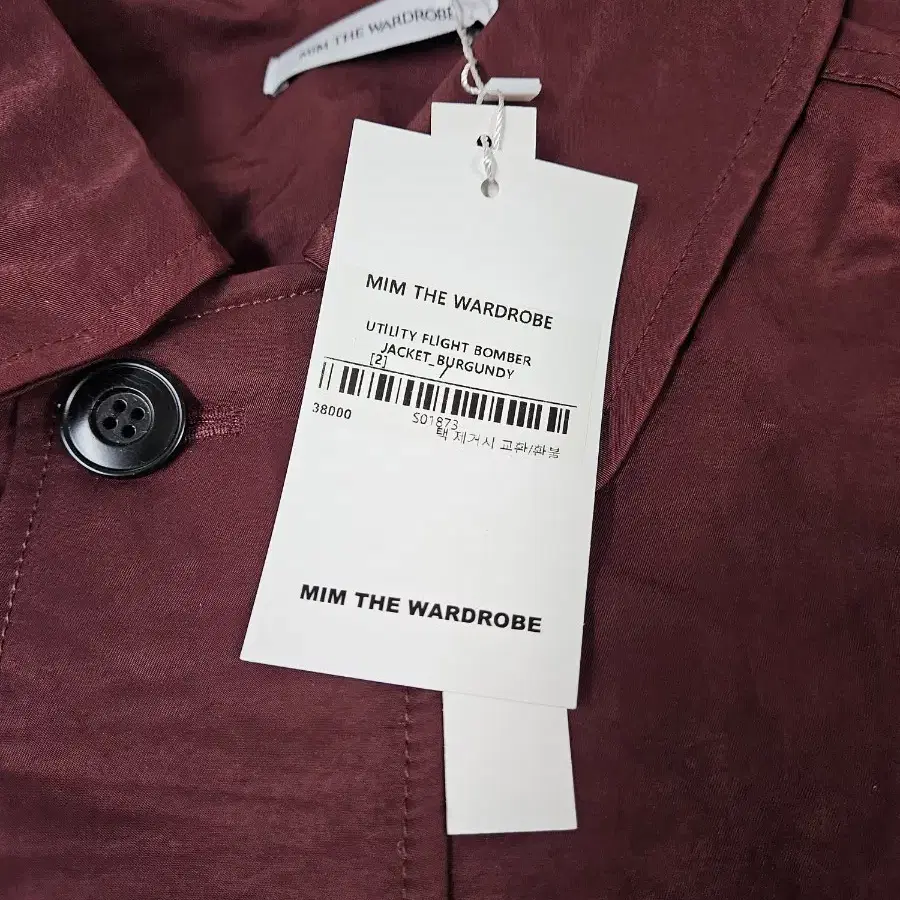 MIM THE WARDROBE
MIM THE WARDROBE
UTILITY FLIGHT BOMBER
JACKET_BURGUNDY
[2] /
38000 S01873
택 제거시 교환/환불
MIM THE WARDROBE